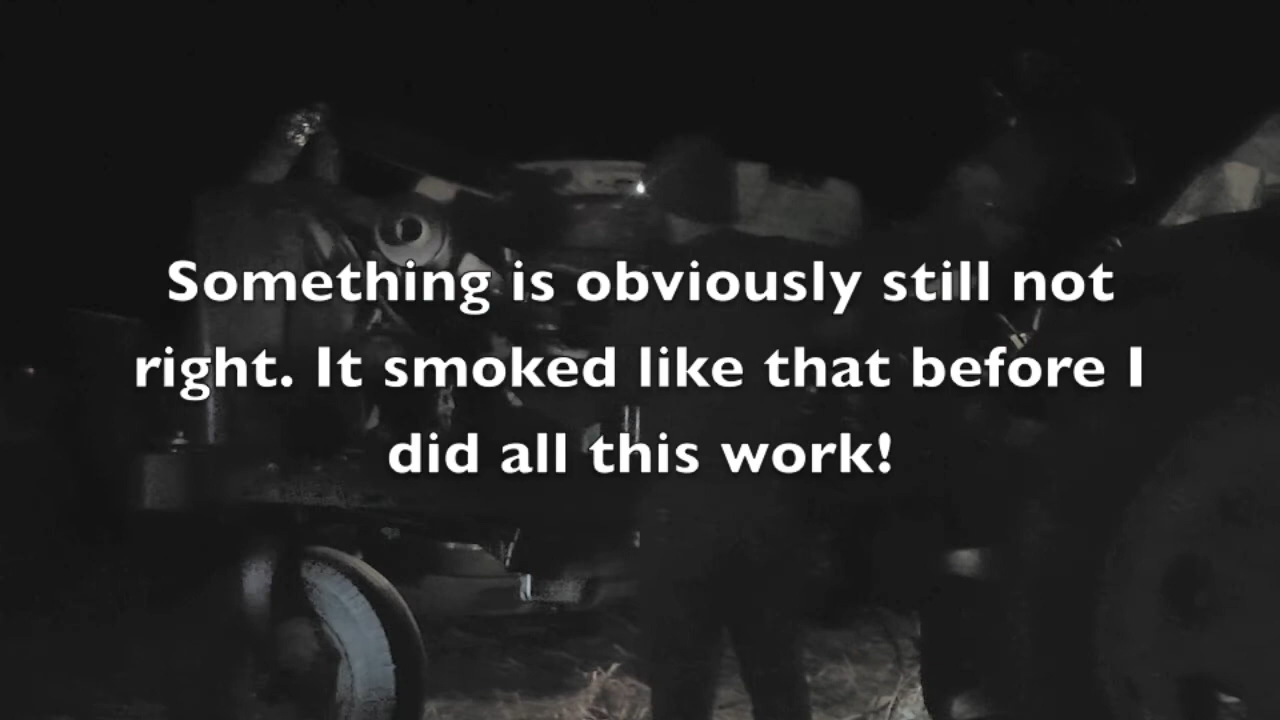 Something is obviously still not
right. It smoked like that before I
did all this work!